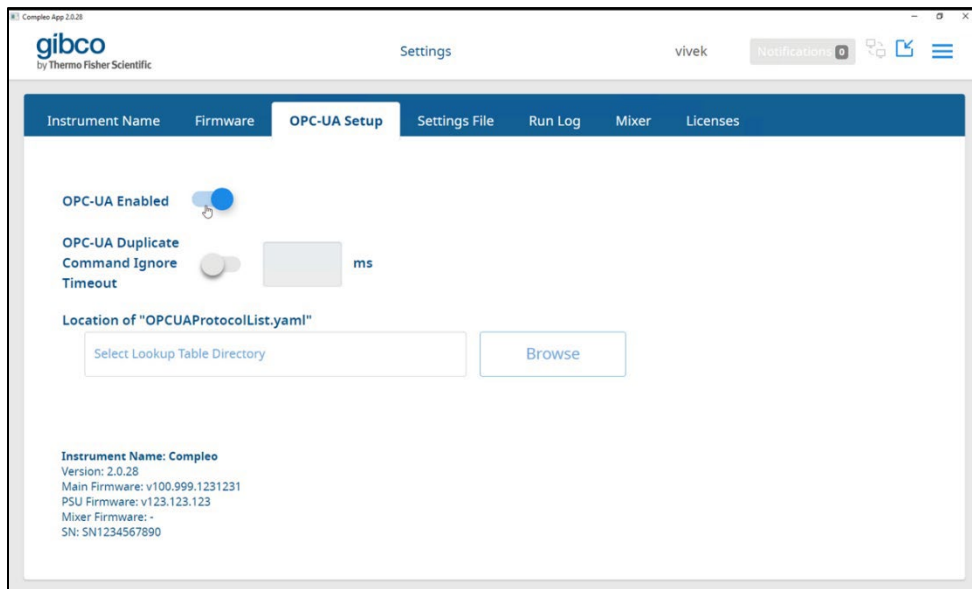 Compleo App 2.0.28
gibco
by Thermo Fisher Scientific
Settings
vivek
Notifications 0
Instrument Name
Firmware
OPC-UA Setup
Settings File
Run Log
Mixer
Licenses
OPC-UA Enabled
OPC-UA Duplicate
Command Ignore
Timeout
ms
Location of "OPCUAProtocolList.yaml"
Select Lookup Table Directory
Browse
Instrument Name: Compleo
Version: 2.0.28
Main Firmware: v100.999.1231231
PSU Firmware: v123.123.123
Mixer Firmware: -
SN: SN1234567890